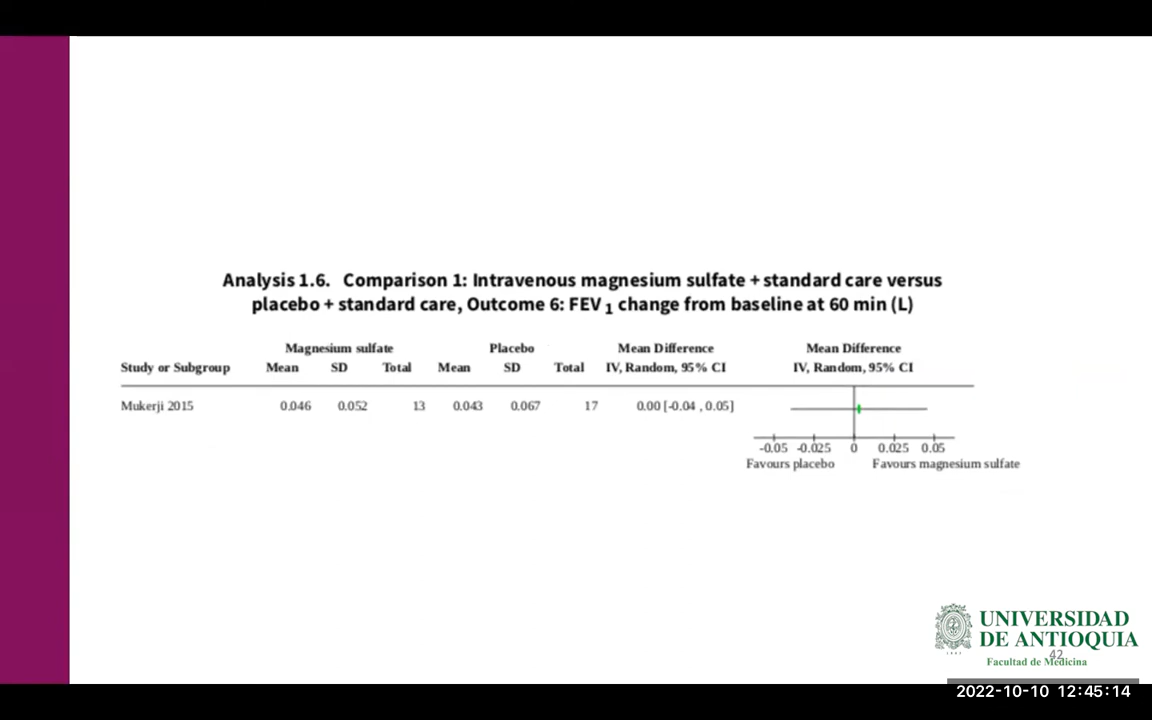 Analysis 1.6. Comparison 1: Intravenous magnesium sulfate + standard care versus
placebo + standard care, Outcome 6: FEV 1 change from baseline at 60 min (L)
Magnesium sulfate Placebo Mean Difference Mean Difference
Study or Subgroup Mean SD Total Mean SD Total IV, Random, 95% CI IV, Random, 95% CI
Mukerji 2015 0.046 0.052 13 0.043 0.067 17 0.00 [-0.04 , 0.05]
-0.05 -0.025 0 0.025 0.05
Favours placebo Favours magnesium sulfate
UNIVERSIDAD
DE ANTIOQUIA
42
Facultad de Medicina
2022-10-10 12:45:14